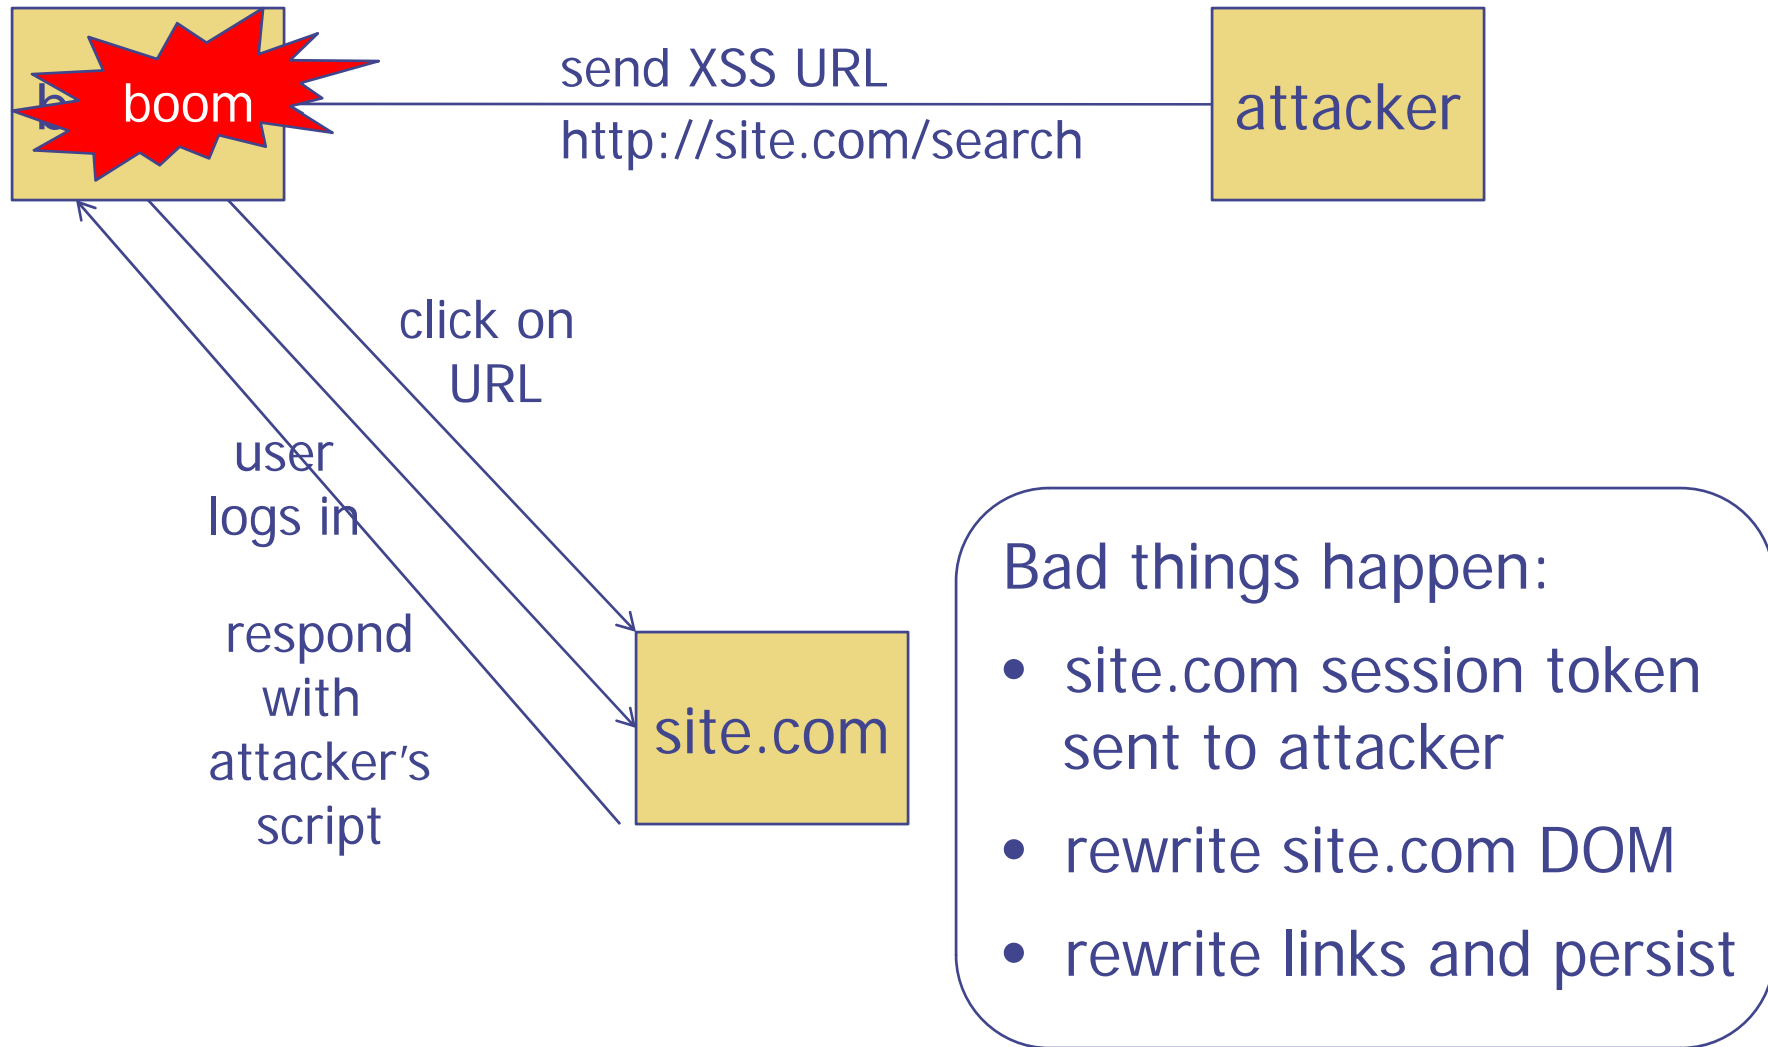 boom
send XSS URL
http://site.com/search
attacker
click on
URL
user
logs in
respond
with
attacker's
script
site.com
Bad things happen:
• site.com session token
sent to attacker
• rewrite site.com DOM
• rewrite links and persist